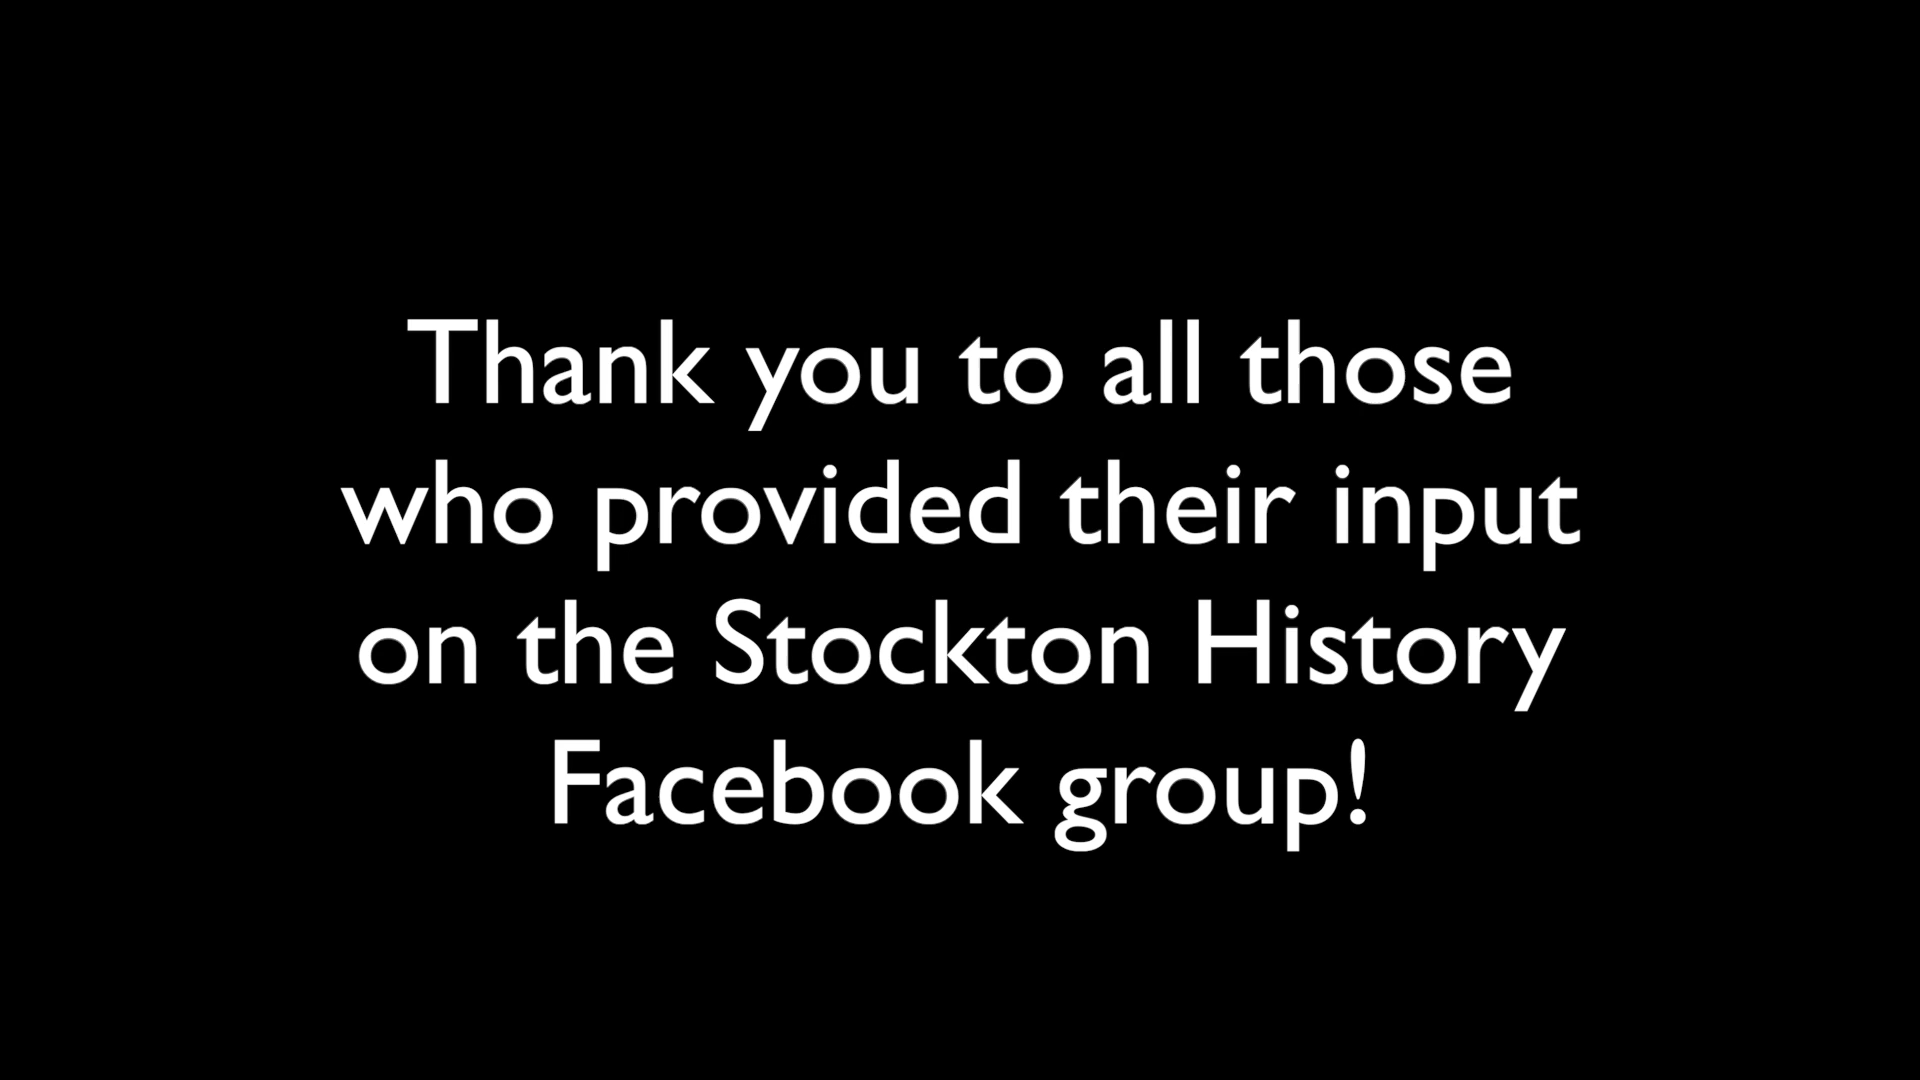 Thank you to all those
who provided their input
on the Stockton History
Facebook group!